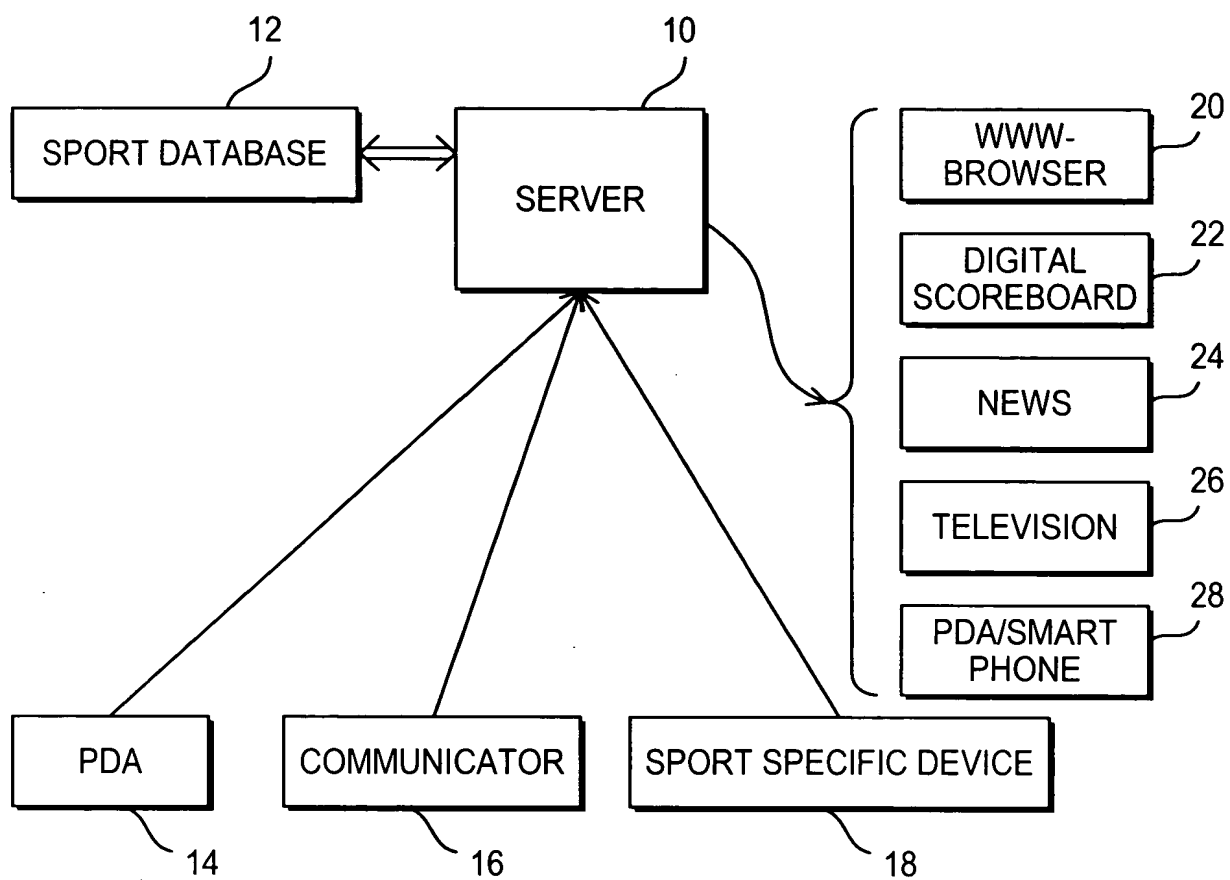 12
10
SPORT DATABASE
SERVER
20
WWW-
BROWSER
22
DIGITAL
SCOREBOARD
24
NEWS
26
TELEVISION
28
PDA/SMART
PHONE
PDA
COMMUNICATOR
SPORT SPECIFIC DEVICE
14
16
18